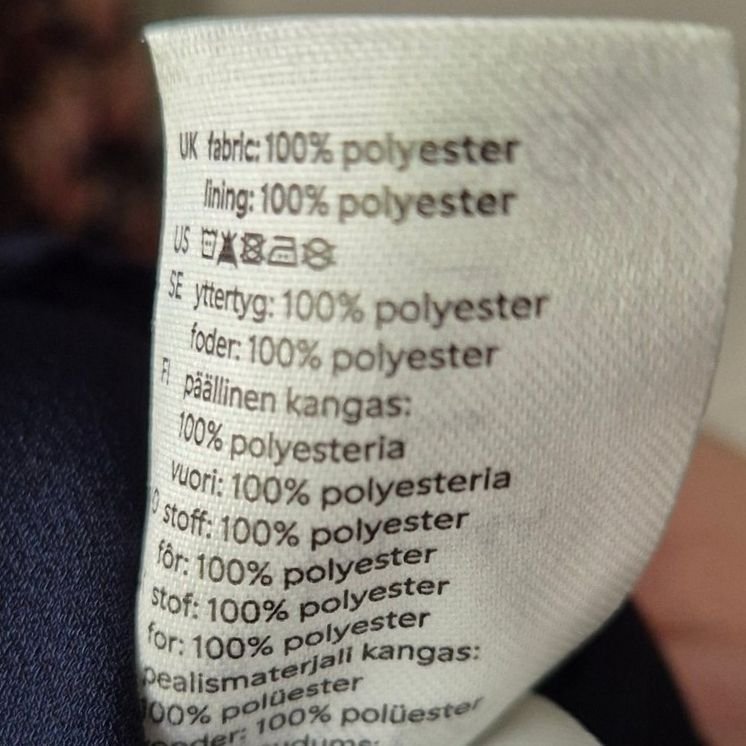 UK fabric: 100% polyester
lining: 100% polyester
US
SE yttertyg: 100% polyester
foder: 100% polyester
FI päällinen kangas:
100% polyesteria
vuori: 100% polyesteria
stoff: 100% polyester
fôr: 100% polyester
stof: 100% polyester
for: 100% polyester
pealismaterjali kangas:
100% polüester
100% polüester